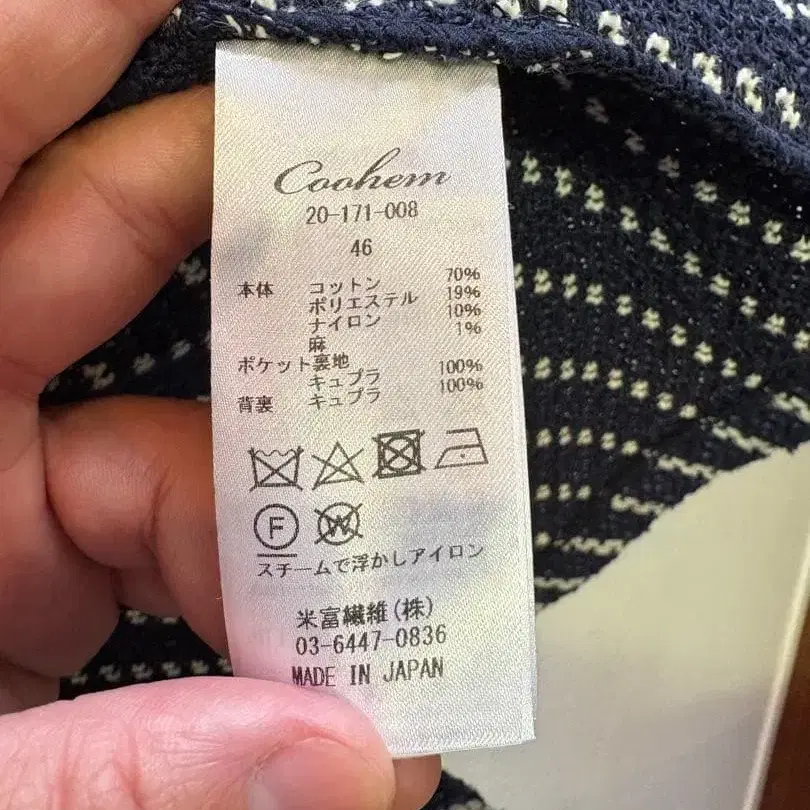 Coohem
20-171-008
46
本体 コットン 70%
ポリエステル 19%
ナイロン 10%
麻 1%
ポケット裏地
キュプラ 100%
背裏 キュプラ 100%
F W
スチームで浮かしアイロン
米富繊維(株)
03-6447-0836
MADE IN JAPAN